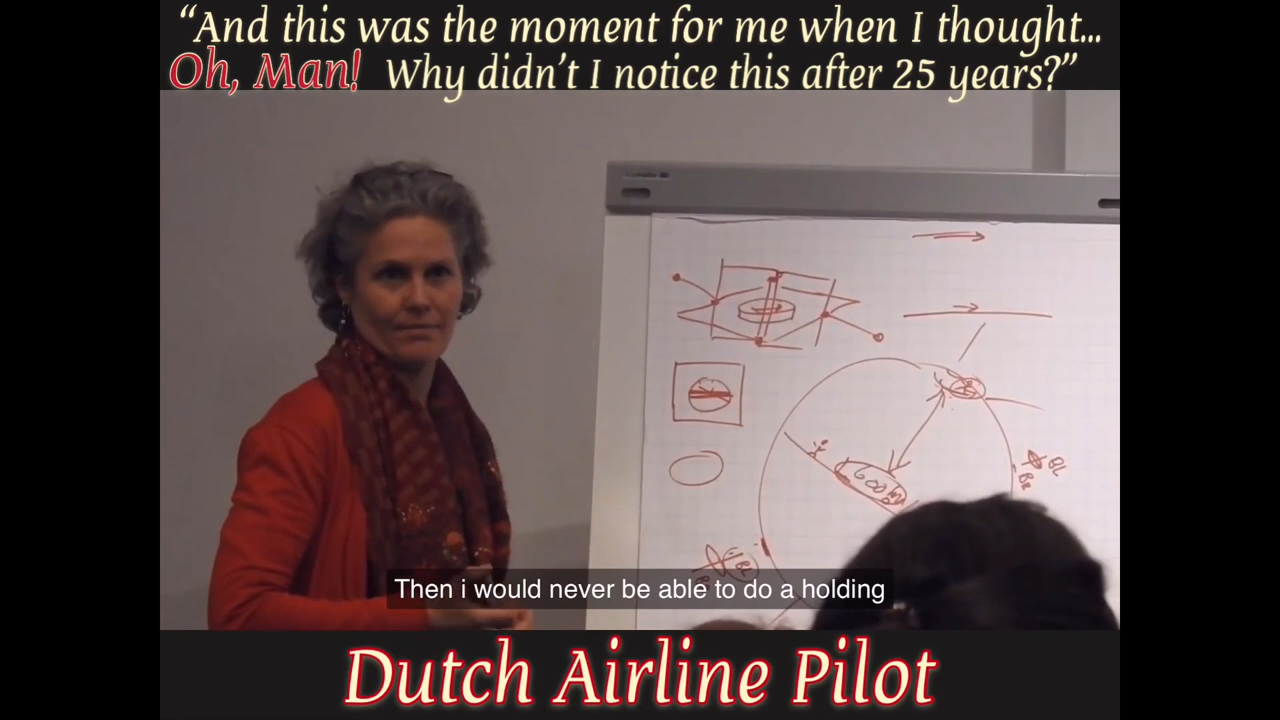 “And this was the moment for me when I thought...
Oh, Man! Why didn’t I notice this after 25 years?”
600
Then i would never be able to do a holding
Dutch Airline Pilot